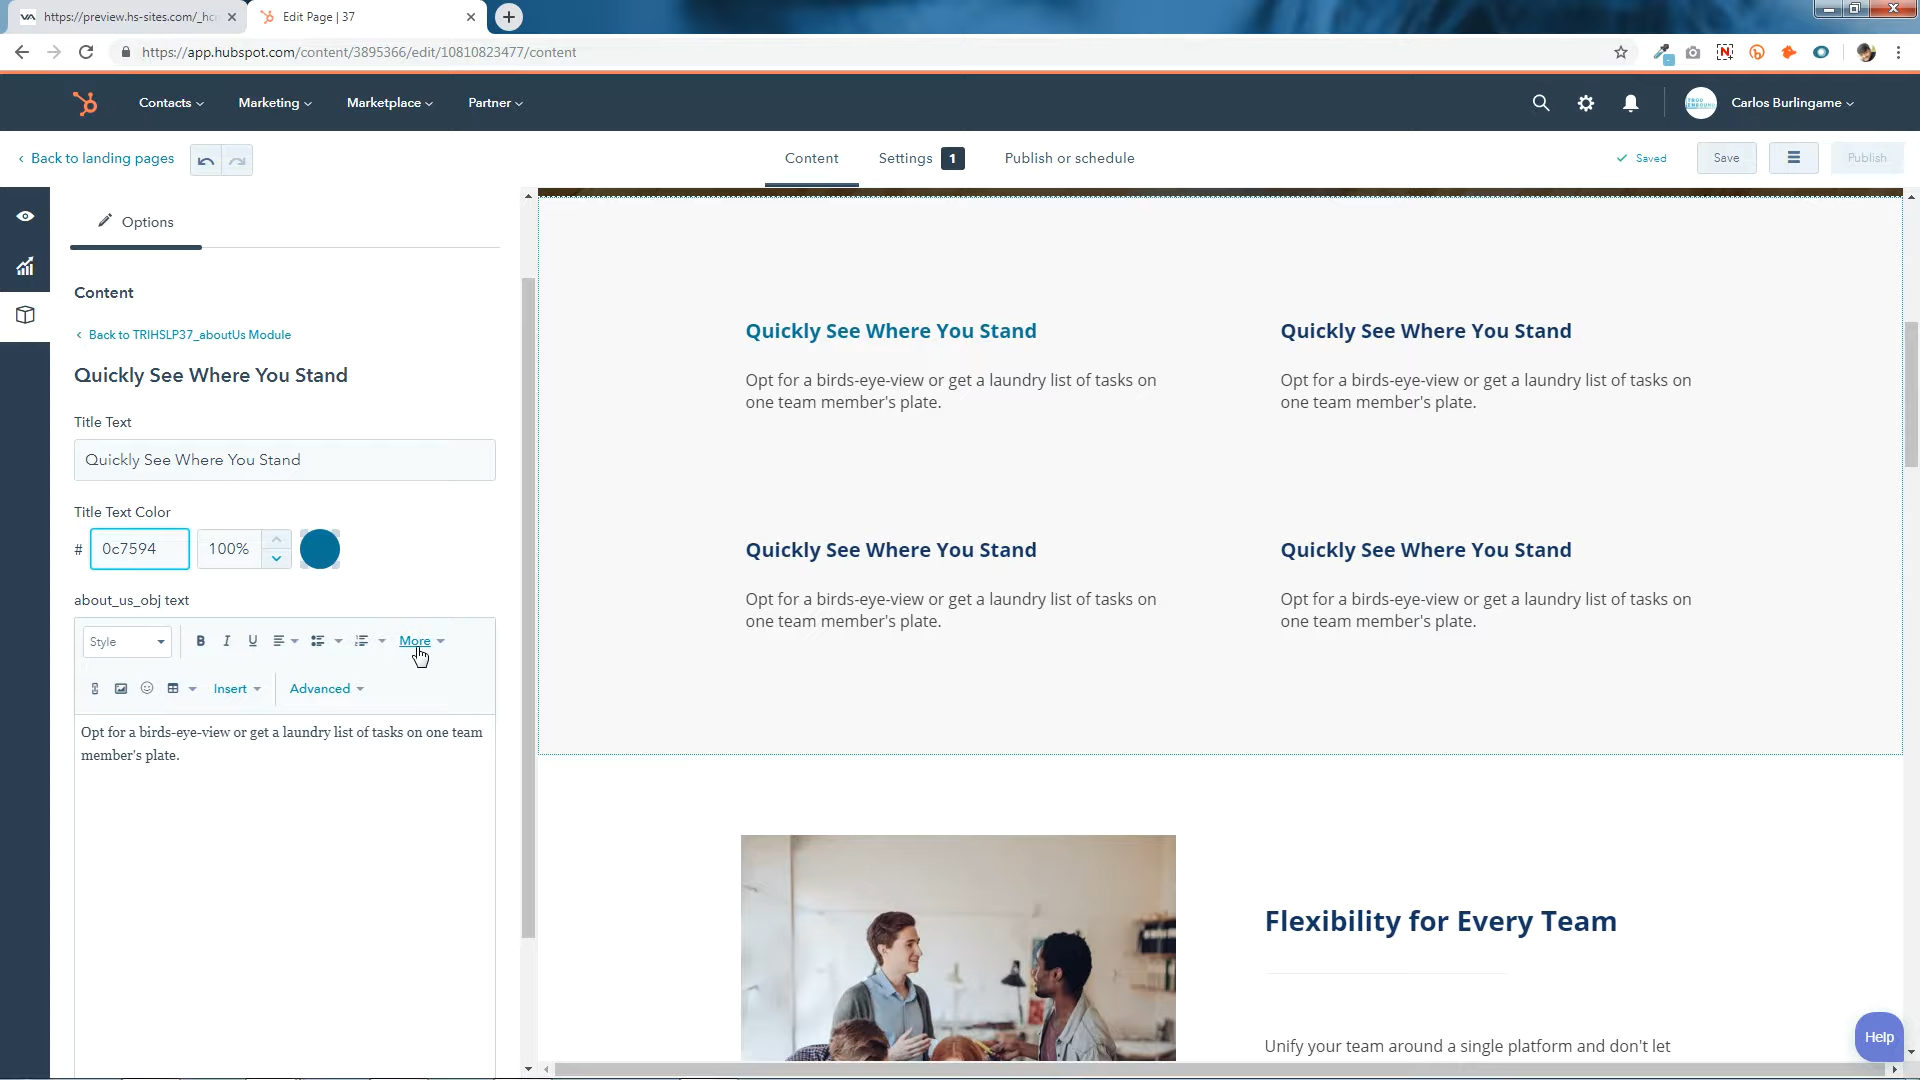 https://preview.hs-sites.com/_hc
Edit Page | 37
https://app.hubspot.com/content/3895366/edit/10810823477/content
Contacts
Marketing
Marketplace
Partner
Carlos Burlingame
Back to landing pages
Content
Settings 1
Publish or schedule
Saved
Save
Publish
Options
Content
Back to TRIHSLP37_aboutUs Module
Quickly See Where You Stand
Title Text
Quickly See Where You Stand
Title Text Color
# 0c7594 100%
about_us_obj text
Style B I U More
Insert Advanced
Opt for a birds-eye-view or get a laundry list of tasks on one team
member's plate.
Quickly See Where You Stand
Opt for a birds-eye-view or get a laundry list of tasks on
one team member's plate.
Quickly See Where You Stand
Opt for a birds-eye-view or get a laundry list of tasks on
one team member's plate.
Quickly See Where You Stand
Opt for a birds-eye-view or get a laundry list of tasks on
one team member's plate.
Quickly See Where You Stand
Opt for a birds-eye-view or get a laundry list of tasks on
one team member's plate.
Flexibility for Every Team
Unify your team around a single platform and don't let
Help